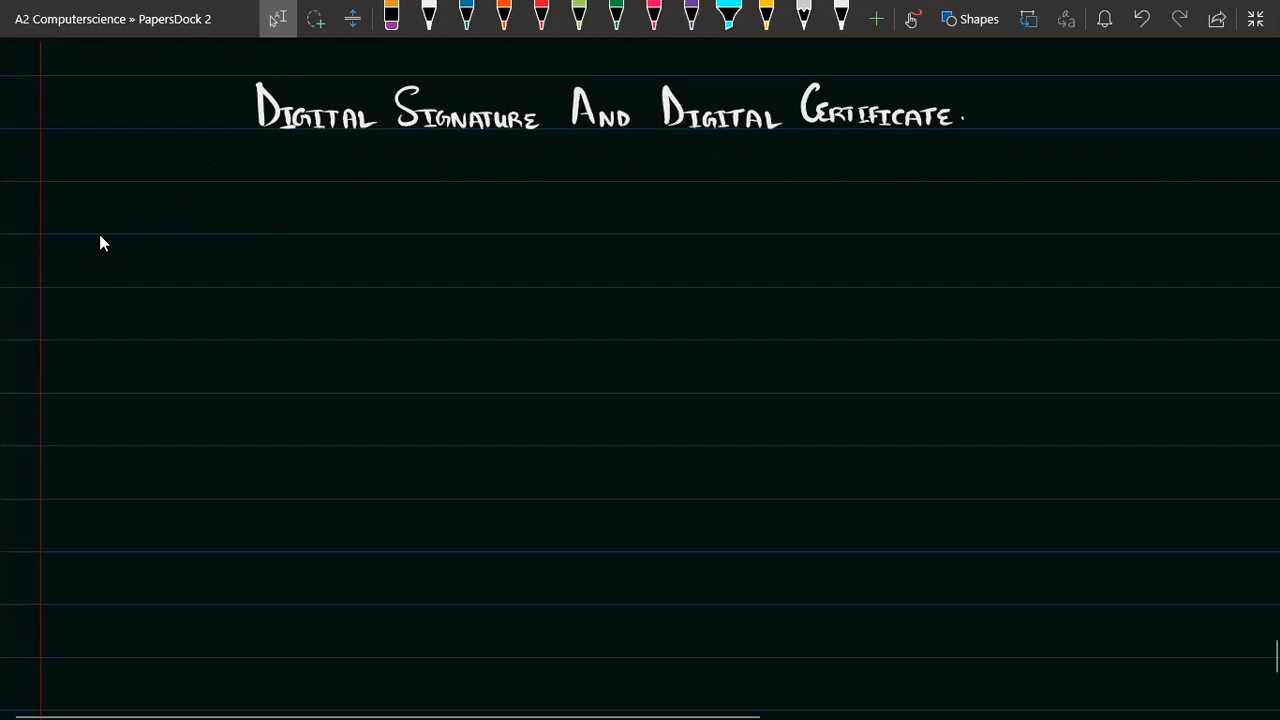 A2 Computerscience » PapersDock 2
Shapes
DIGITAL SIGNATURE AND DIGITAL CERTIFICATE.